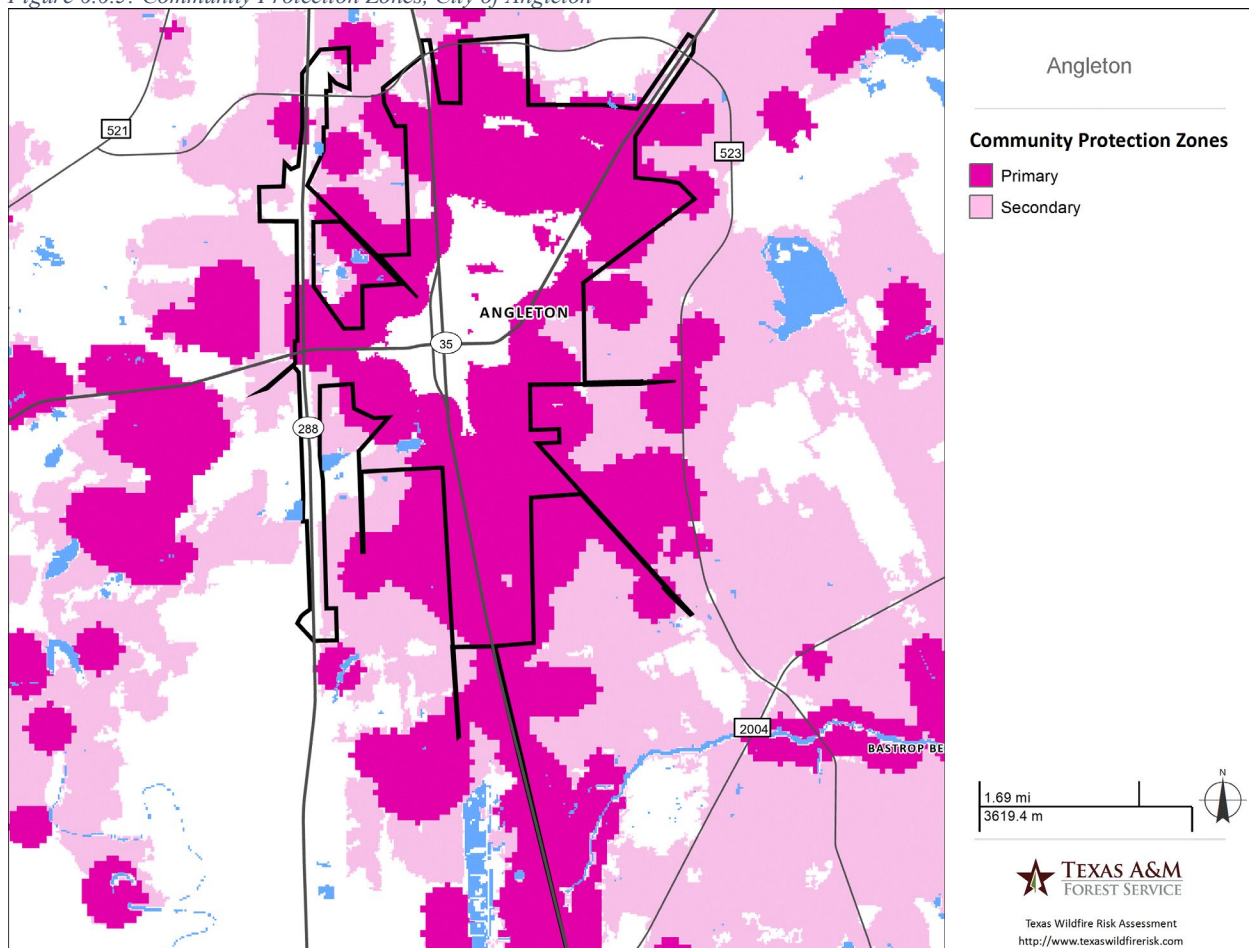 Figure 6.6.5: Community Protection Zones, City of Angleton
521
523
ANGLETON
35
288
2004
BASTROP BE
Angleton
Community Protection Zones
Primary
Secondary
1.69 mi
3619.4 m
N
TEXAS A&M
FOREST SERVICE
Texas Wildfire Risk Assessment
http://www.texaswildfirerisk.com